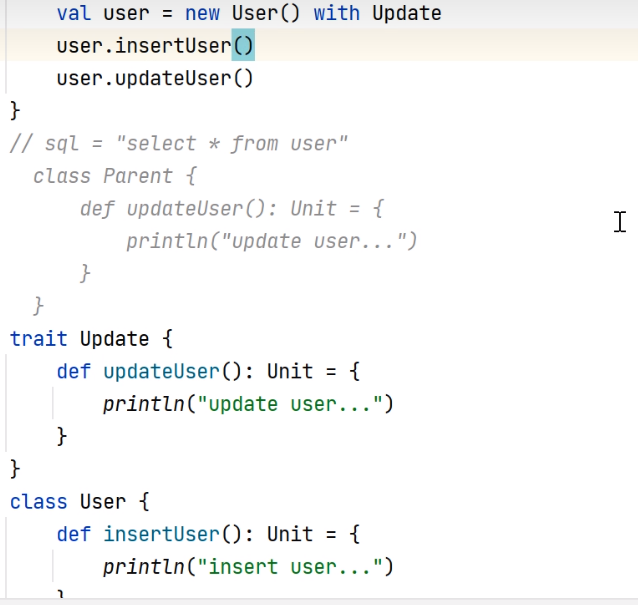 val user = new User() with Update
user.insertUser()
user.updateUser()
}
// sql = "select * from user"
class Parent {
def updateUser(): Unit = {
println("update user...")
}
}
trait Update {
def updateUser(): Unit = {
println("update user...")
}
}
class User {
def insertUser(): Unit = {
println("insert user...")
}